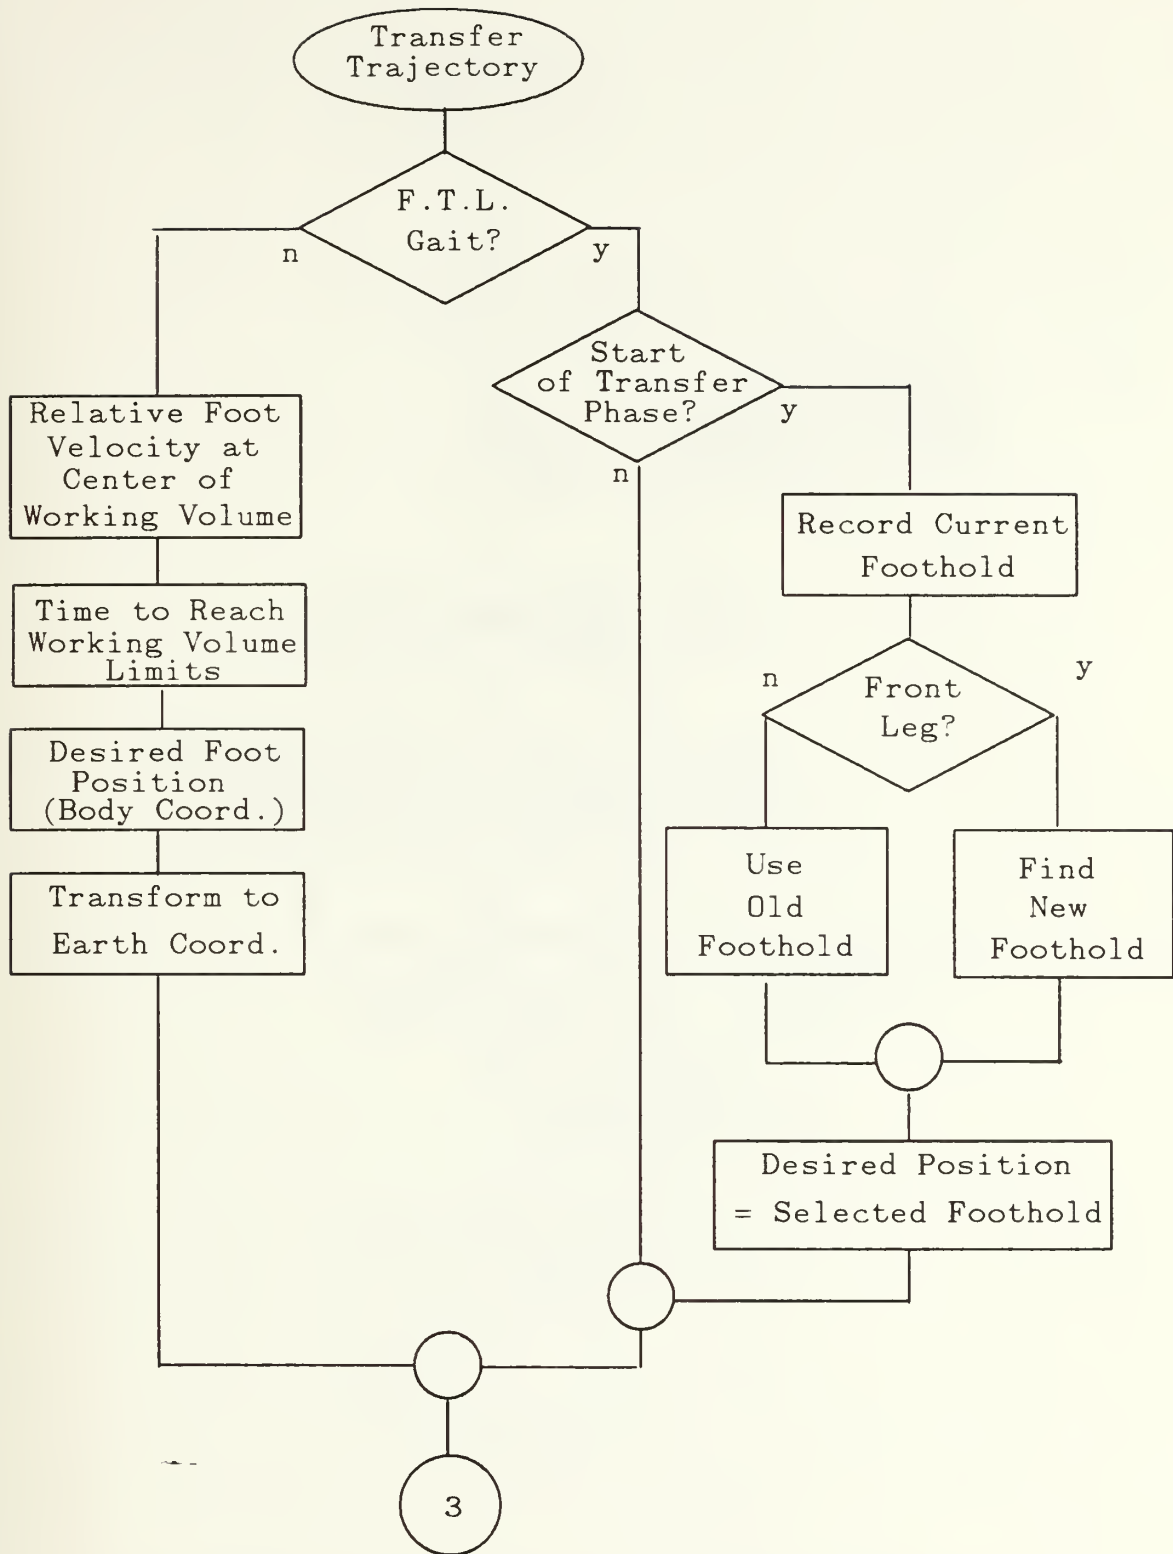 Transfer
Trajectory
F.T.L.
Gait?
n
y
Start
of Transfer
Phase?
y
n
Relative Foot
Velocity at
Center of
Working Volume
Record Current
Foothold
Time to Reach
Working Volume
Limits
n
Front
Leg?
y
Desired Foot
Position
(Body Coord.)
Use
Old
Foothold
Find
New
Foothold
Transform to
Earth Coord.
Desired Position
= Selected Foothold
3